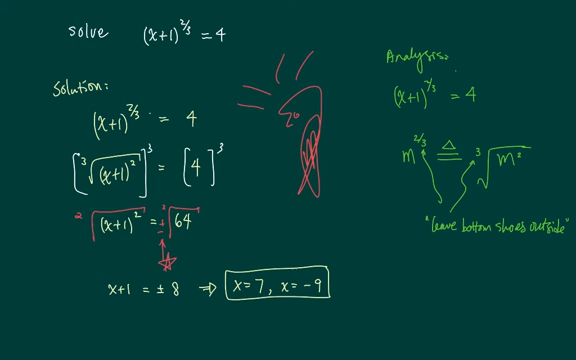 solve (x+1)^{2/3} = 4
Solution:
(x+1)^{2/3} = 4
[∛(x+1)²]³ = [4]³
²√(x+1)² = ± ²√64
x+1 = ± 8 ⇒ x=7, x=-9
Analysis:
(x+1)^{2/3} = 4
m^{2/3} ≜ ³√m²
"leave bottom shoes outside"